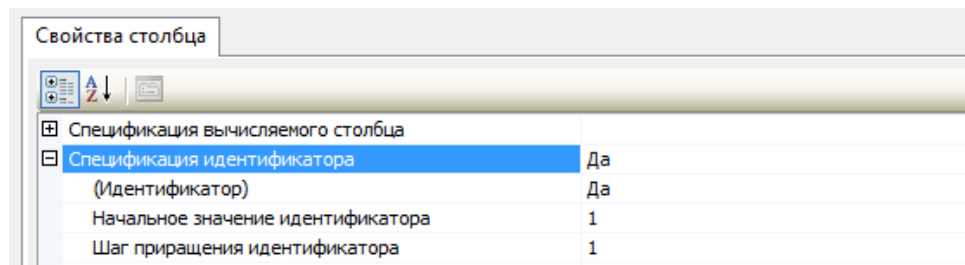 Свойства столбца
Спецификация вычисляемого столбца
Спецификация идентификатора Да
(Идентификатор) Да
Начальное значение идентификатора 1
Шаг приращения идентификатора 1